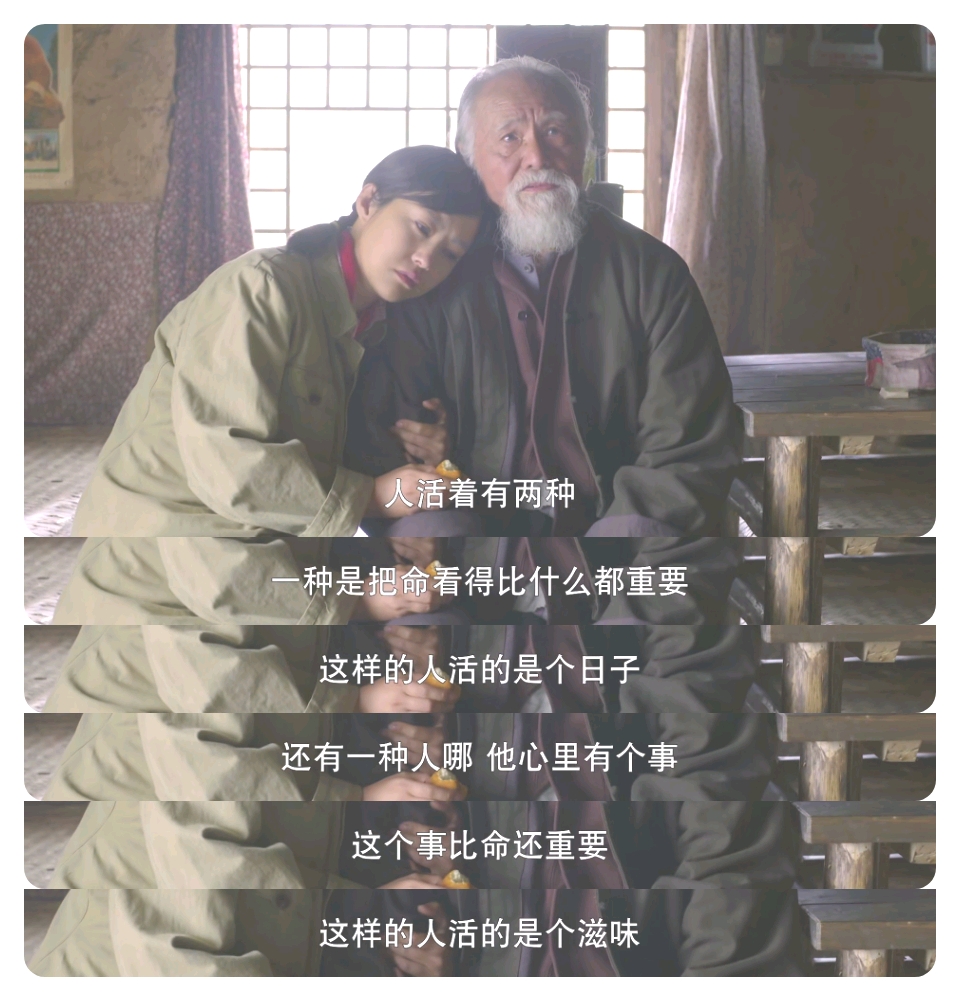 人活着有两种
一种是把命看得比什么都重要
这样的人活的是个日子
还有一种人哪 他心里有个事
这个事比命还重要
这样的人活的是个滋味